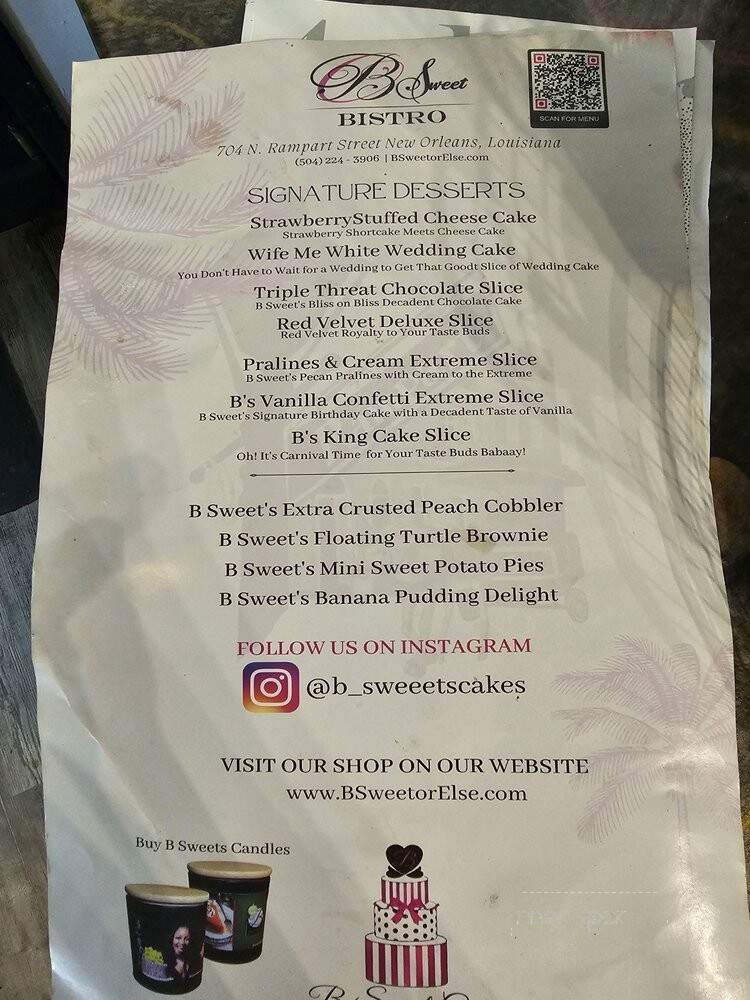 B Sweet
BISTRO
SCAN FOR MENU
704 N. Rampart Street New Orleans, Louisiana
(504) 224 - 3906 | BSweetorElse.com
SIGNATURE DESSERTS
StrawberryStuffed Cheese Cake
Strawberry Shortcake Meets Cheese Cake
Wife Me White Wedding Cake
You Don't Have to Wait for a Wedding to Get That Goodt Slice of Wedding Cake
Triple Threat Chocolate Slice
B Sweet's Bliss on Bliss Decadent Chocolate Cake
Red Velvet Deluxe Slice
Red Velvet Royalty to Your Taste Buds
Pralines & Cream Extreme Slice
B Sweet's Pecan Pralines with Cream to the Extreme
B's Vanilla Confetti Extreme Slice
B Sweet's Signature Birthday Cake with a Decadent Taste of Vanilla
B's King Cake Slice
Oh! It's Carnival Time for Your Taste Buds Babaay!
B Sweet's Extra Crusted Peach Cobbler
B Sweet's Floating Turtle Brownie
B Sweet's Mini Sweet Potato Pies
B Sweet's Banana Pudding Delight
FOLLOW US ON INSTAGRAM
@b_sweeetscakes
VISIT OUR SHOP ON OUR WEBSITE
www.BSweetorElse.com
Buy B Sweets Candles